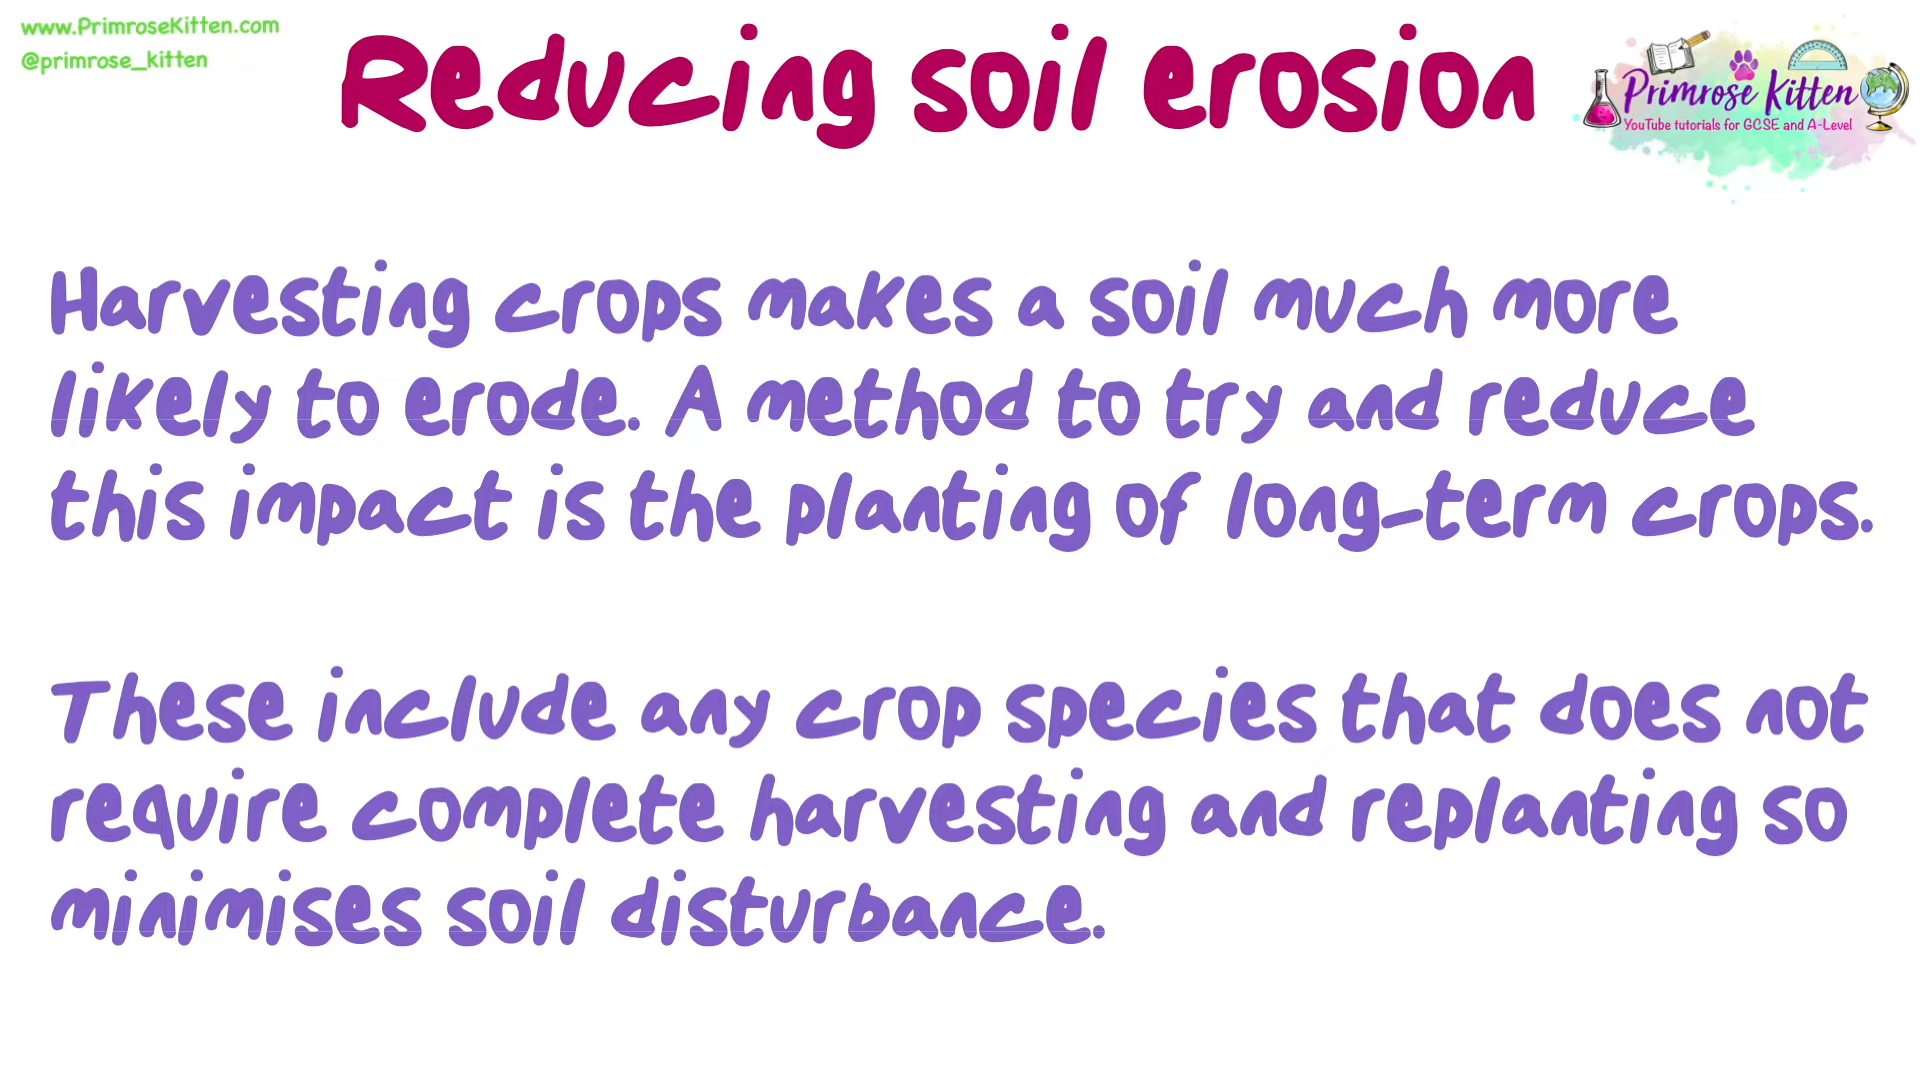 www.PrimroseKitten.com
@primrose_kitten
Reducing soil erosion
Primrose Kitten
YouTube tutorials for GCSE and A-Level
Harvesting crops makes a soil much more
likely to erode. A method to try and reduce
this impact is the planting of long-term crops.
These include any crop species that does not
require complete harvesting and replanting so
minimises soil disturbance.